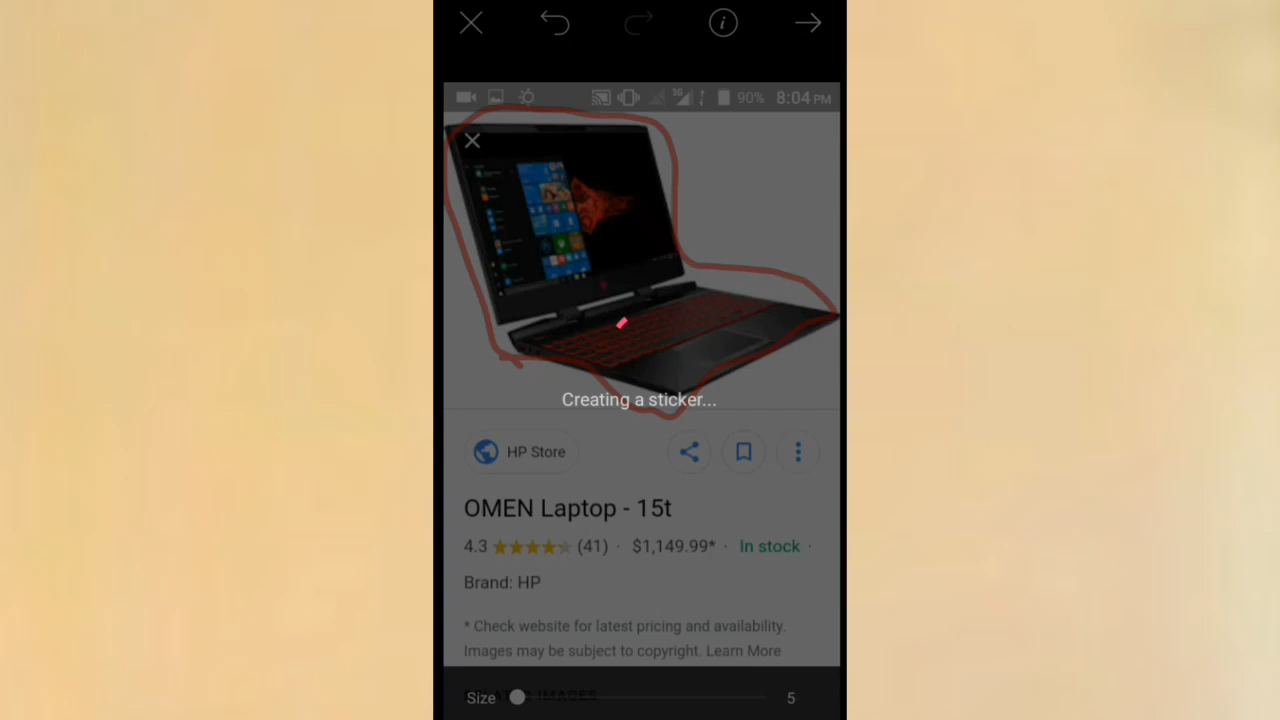 3G 90% 8:04 PM
Creating a sticker...
HP Store
OMEN Laptop - 15t
4.3 (41) · $1,149.99* · In stock ·
Brand: HP
* Check website for latest pricing and availability.
Images may be subject to copyright. Learn More
Size 5